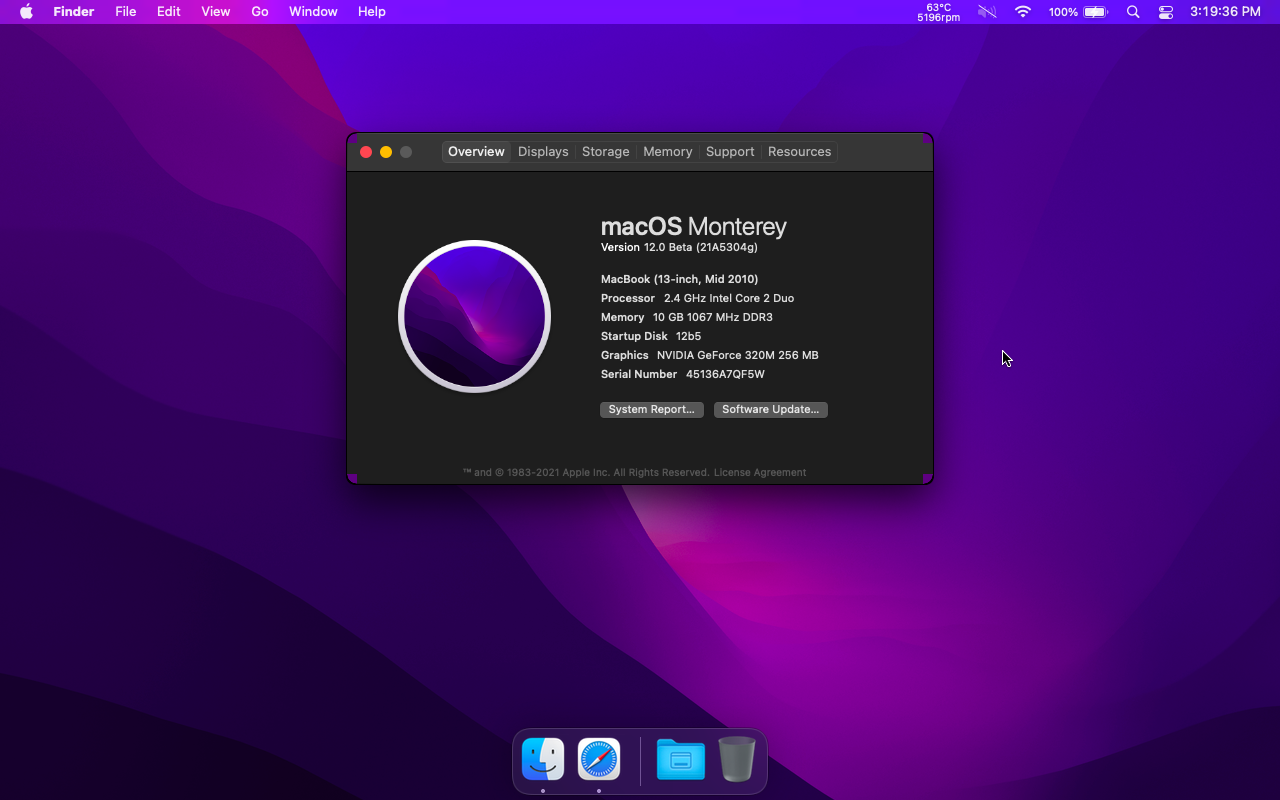 Finder File Edit View Go Window Help
63°C
5196rpm
100%
3:19:36 PM
Overview Displays Storage Memory Support Resources
macOS Monterey
Version 12.0 Beta (21A5304g)
MacBook (13-inch, Mid 2010)
Processor 2.4 GHz Intel Core 2 Duo
Memory 10 GB 1067 MHz DDR3
Startup Disk 12b5
Graphics NVIDIA GeForce 320M 256 MB
Serial Number 45136A7QF5W
System Report... Software Update...
™ and © 1983-2021 Apple Inc. All Rights Reserved. License Agreement